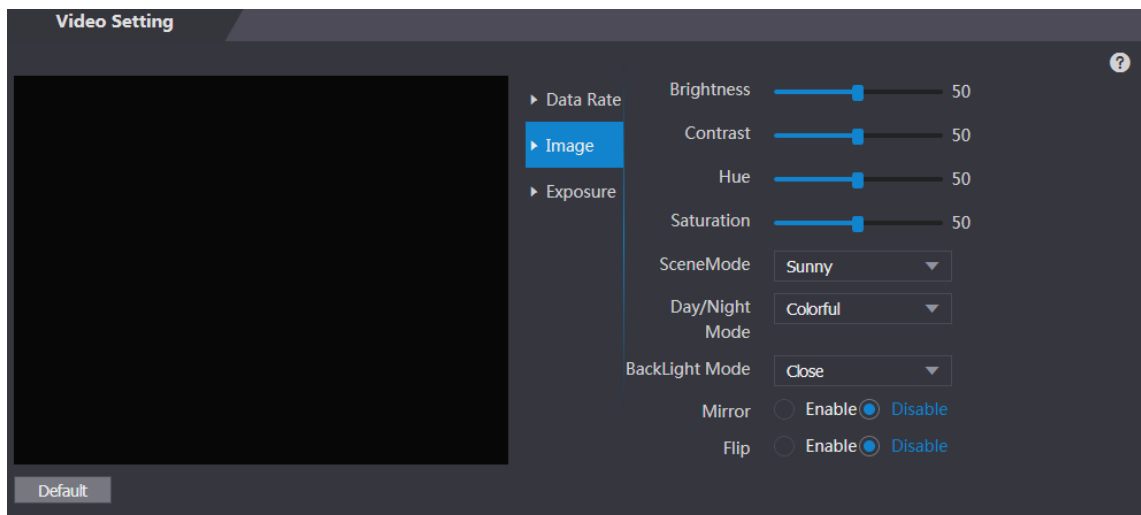 Video Setting
?
Data Rate
Image
Exposure
Brightness 50
Contrast 50
Hue 50
Saturation 50
SceneMode Sunny
Day/Night
Mode
Colorful
BackLight Mode Close
Mirror Enable Disable
Flip Enable Disable
Default